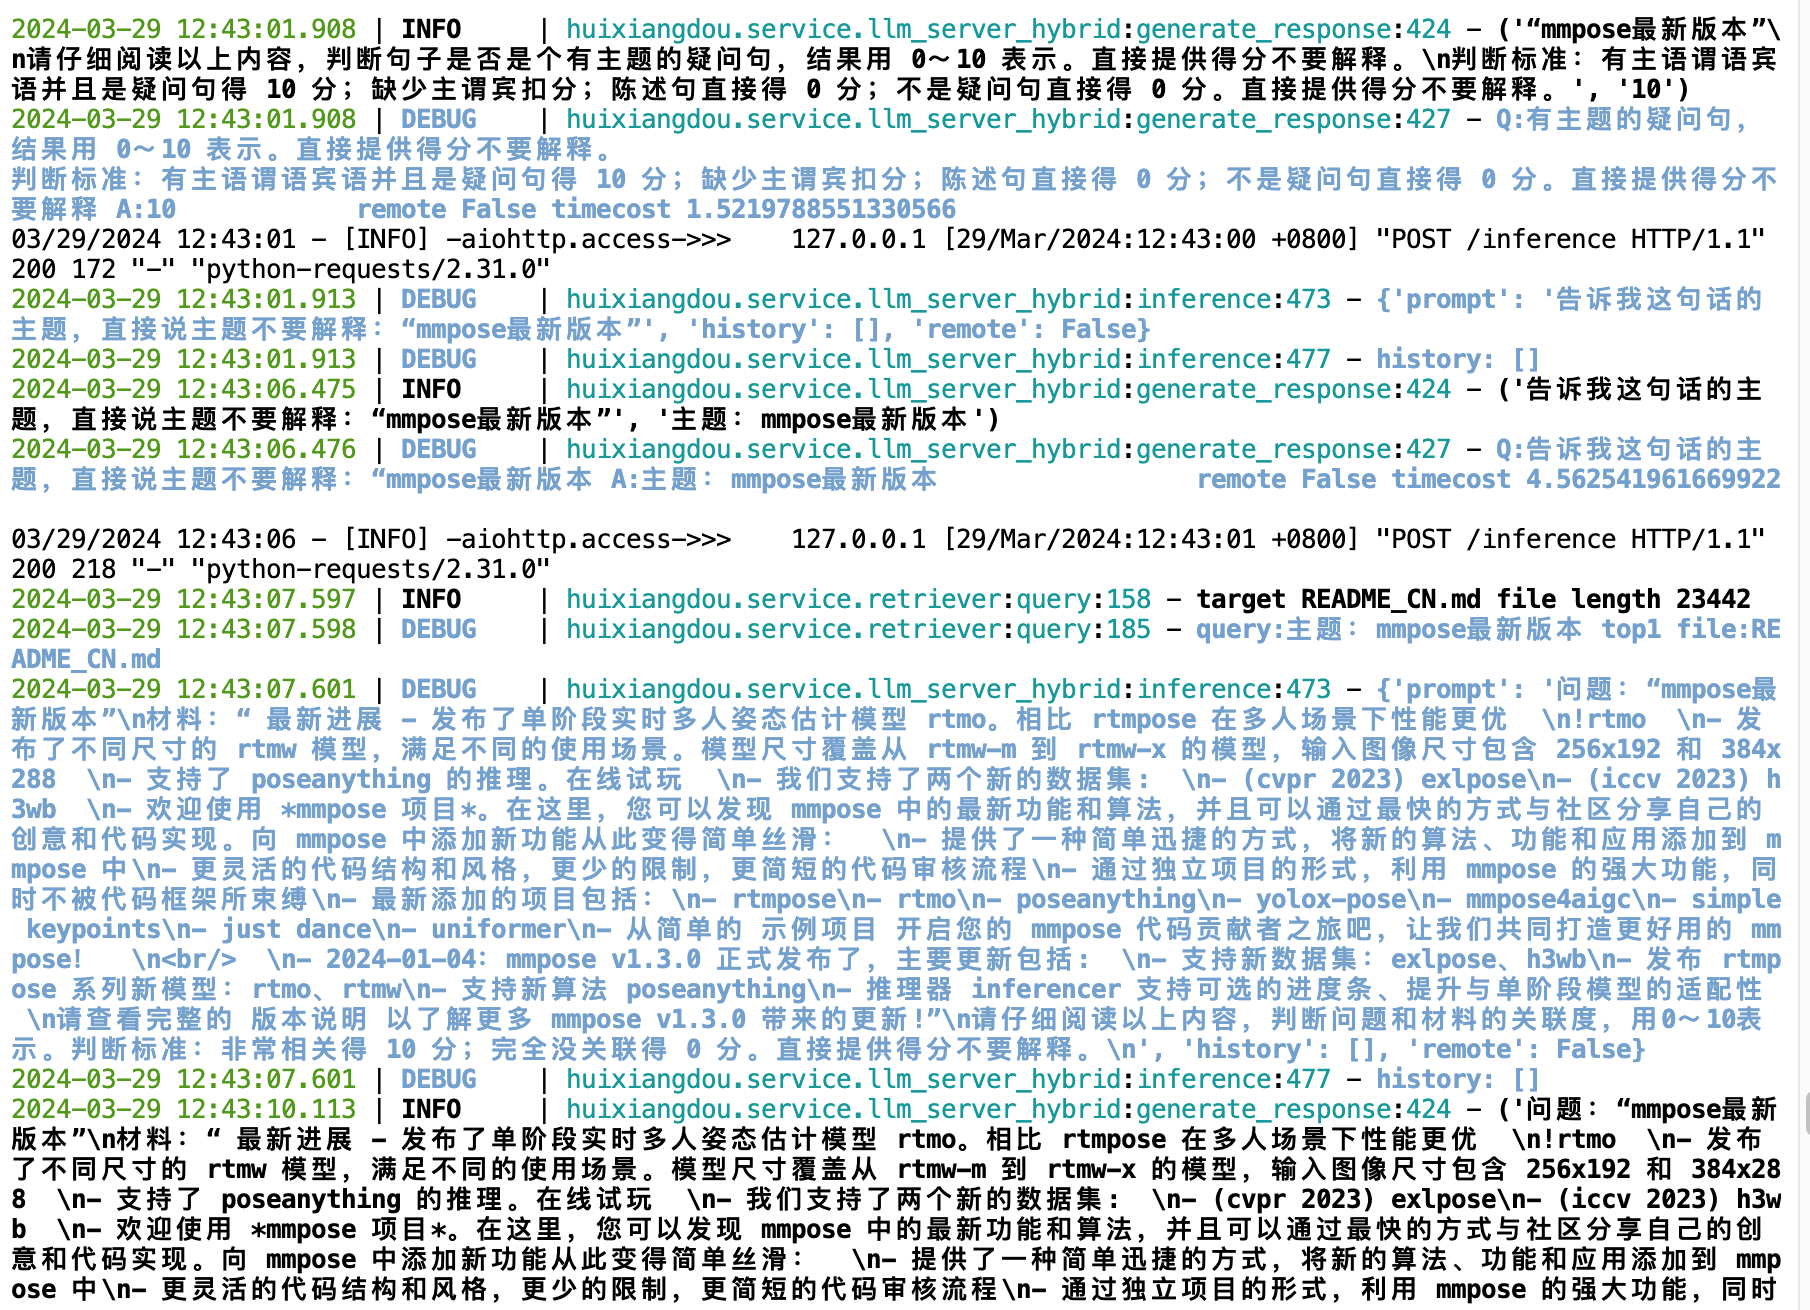 2024-03-29 12:43:01.908 | INFO     | huixiangdou.service.llm_server_hybrid:generate_response:424 - ('“mmpose最新版本”\
n请仔细阅读以上内容，判断句子是否是个有主题的疑问句，结果用 0～10 表示。直接提供得分不要解释。\n判断标准：有主语谓语宾
语并且是疑问句得 10 分；缺少主谓宾扣分；陈述句直接得 0 分；不是疑问句直接得 0 分。直接提供得分不要解释。', '10')
2024-03-29 12:43:01.908 | DEBUG    | huixiangdou.service.llm_server_hybrid:generate_response:427 - Q:有主题的疑问句，
结果用 0～10 表示。直接提供得分不要解释。
判断标准：有主语谓语宾语并且是疑问句得 10 分；缺少主谓宾扣分；陈述句直接得 0 分；不是疑问句直接得 0 分。直接提供得分不
要解释 A:10            remote False timecost 1.5219788551330566
03/29/2024 12:43:01 - [INFO] -aiohttp.access->>>    127.0.0.1 [29/Mar/2024:12:43:00 +0800] "POST /inference HTTP/1.1"
200 172 "-" "python-requests/2.31.0"
2024-03-29 12:43:01.913 | DEBUG    | huixiangdou.service.llm_server_hybrid:inference:473 - {'prompt': '告诉我这句话的
主题，直接说主题不要解释：“mmpose最新版本”', 'history': [], 'remote': False}
2024-03-29 12:43:01.913 | DEBUG    | huixiangdou.service.llm_server_hybrid:inference:477 - history: []
2024-03-29 12:43:06.475 | INFO     | huixiangdou.service.llm_server_hybrid:generate_response:424 - ('告诉我这句话的主
题，直接说主题不要解释：“mmpose最新版本”', '主题：mmpose最新版本')
2024-03-29 12:43:06.476 | DEBUG    | huixiangdou.service.llm_server_hybrid:generate_response:427 - Q:告诉我这句话的主
题，直接说主题不要解释：“mmpose最新版本 A:主题：mmpose最新版本                 remote False timecost 4.562541961669922
03/29/2024 12:43:06 - [INFO] -aiohttp.access->>>    127.0.0.1 [29/Mar/2024:12:43:01 +0800] "POST /inference HTTP/1.1"
200 218 "-" "python-requests/2.31.0"
2024-03-29 12:43:07.597 | INFO     | huixiangdou.service.retriever:query:158 - target README_CN.md file length 23442
2024-03-29 12:43:07.598 | DEBUG    | huixiangdou.service.retriever:query:185 - query:主题：mmpose最新版本 top1 file:RE
ADME_CN.md
2024-03-29 12:43:07.601 | DEBUG    | huixiangdou.service.llm_server_hybrid:inference:473 - {'prompt': '问题：“mmpose最
新版本”\n材料：“ 最新进展 - 发布了单阶段实时多人姿态估计模型 rtmo。相比 rtmpose 在多人场景下性能更优  \n!rtmo  \n- 发
布了不同尺寸的 rtmw 模型，满足不同的使用场景。模型尺寸覆盖从 rtmw-m 到 rtmw-x 的模型，输入图像尺寸包含 256x192 和 384x
288  \n- 支持了 poseanything 的推理。在线试玩  \n- 我们支持了两个新的数据集：  \n- (cvpr 2023) exlpose\n- (iccv 2023) h
3wb  \n- 欢迎使用 *mmpose 项目*。在这里，您可以发现 mmpose 中的最新功能和算法，并且可以通过最快的方式与社区分享自己的
创意和代码实现。向 mmpose 中添加新功能从此变得简单丝滑：   \n- 提供了一种简单迅捷的方式，将新的算法、功能和应用添加到 m
mpose 中\n- 更灵活的代码结构和风格，更少的限制，更简短的代码审核流程\n- 通过独立项目的形式，利用 mmpose 的强大功能，同
时不被代码框架所束缚\n- 最新添加的项目包括：\n- rtmpose\n- rtmo\n- poseanything\n- yolox-pose\n- mmpose4aigc\n- simple
 keypoints\n- just dance\n- uniformer\n- 从简单的 示例项目 开启您的 mmpose 代码贡献者之旅吧，让我们共同打造更好用的 mm
pose！  \n<br/>  \n- 2024-01-04：mmpose v1.3.0 正式发布了，主要更新包括：  \n- 支持新数据集：exlpose、h3wb\n- 发布 rtmp
ose 系列新模型：rtmo、rtmw\n- 支持新算法 poseanything\n- 推理器 inferencer 支持可选的进度条、提升与单阶段模型的适配性
 \n请查看完整的 版本说明 以了解更多 mmpose v1.3.0 带来的更新!”\n请仔细阅读以上内容，判断问题和材料的关联度，用0～10表
示。判断标准：非常相关得 10 分；完全没关联得 0 分。直接提供得分不要解释。\n', 'history': [], 'remote': False}
2024-03-29 12:43:07.601 | DEBUG    | huixiangdou.service.llm_server_hybrid:inference:477 - history: []
2024-03-29 12:43:10.113 | INFO     | huixiangdou.service.llm_server_hybrid:generate_response:424 - ('问题：“mmpose最新
版本”\n材料：“ 最新进展 - 发布了单阶段实时多人姿态估计模型 rtmo。相比 rtmpose 在多人场景下性能更优  \n!rtmo  \n- 发布
了不同尺寸的 rtmw 模型，满足不同的使用场景。模型尺寸覆盖从 rtmw-m 到 rtmw-x 的模型，输入图像尺寸包含 256x192 和 384x28
8  \n- 支持了 poseanything 的推理。在线试玩  \n- 我们支持了两个新的数据集：  \n- (cvpr 2023) exlpose\n- (iccv 2023) h3w
b  \n- 欢迎使用 *mmpose 项目*。在这里，您可以发现 mmpose 中的最新功能和算法，并且可以通过最快的方式与社区分享自己的创
意和代码实现。向 mmpose 中添加新功能从此变得简单丝滑：   \n- 提供了一种简单迅捷的方式，将新的算法、功能和应用添加到 mmp
ose 中\n- 更灵活的代码结构和风格，更少的限制，更简短的代码审核流程\n- 通过独立项目的形式，利用 mmpose 的强大功能，同时